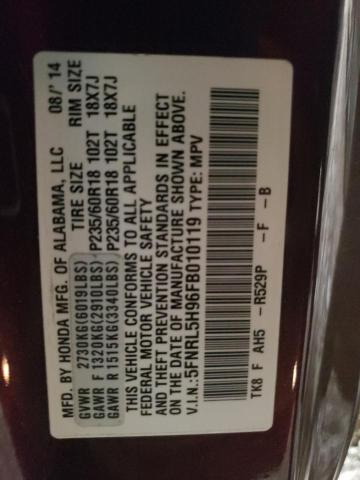 MFD. BY HONDA MFG. OF ALABAMA, LLC 08/'14
TIRE SIZE RIM SIZE
GVWR 2730KG(6019LBS)
GAWR F 1320KG(2910LBS) P235/60R18 102T 18X7J
GAWR R 1515KG(3340LBS) P235/60R18 102T 18X7J
THIS VEHICLE CONFORMS TO ALL APPLICABLE
FEDERAL MOTOR VEHICLE SAFETY
AND THEFT PREVENTION STANDARDS IN EFFECT
ON THE DATE OF MANUFACTURE SHOWN ABOVE.
V.I.N.:5FNRL5H96FB010119 TYPE: MPV
TK8 F AH5 -R529P -F -B